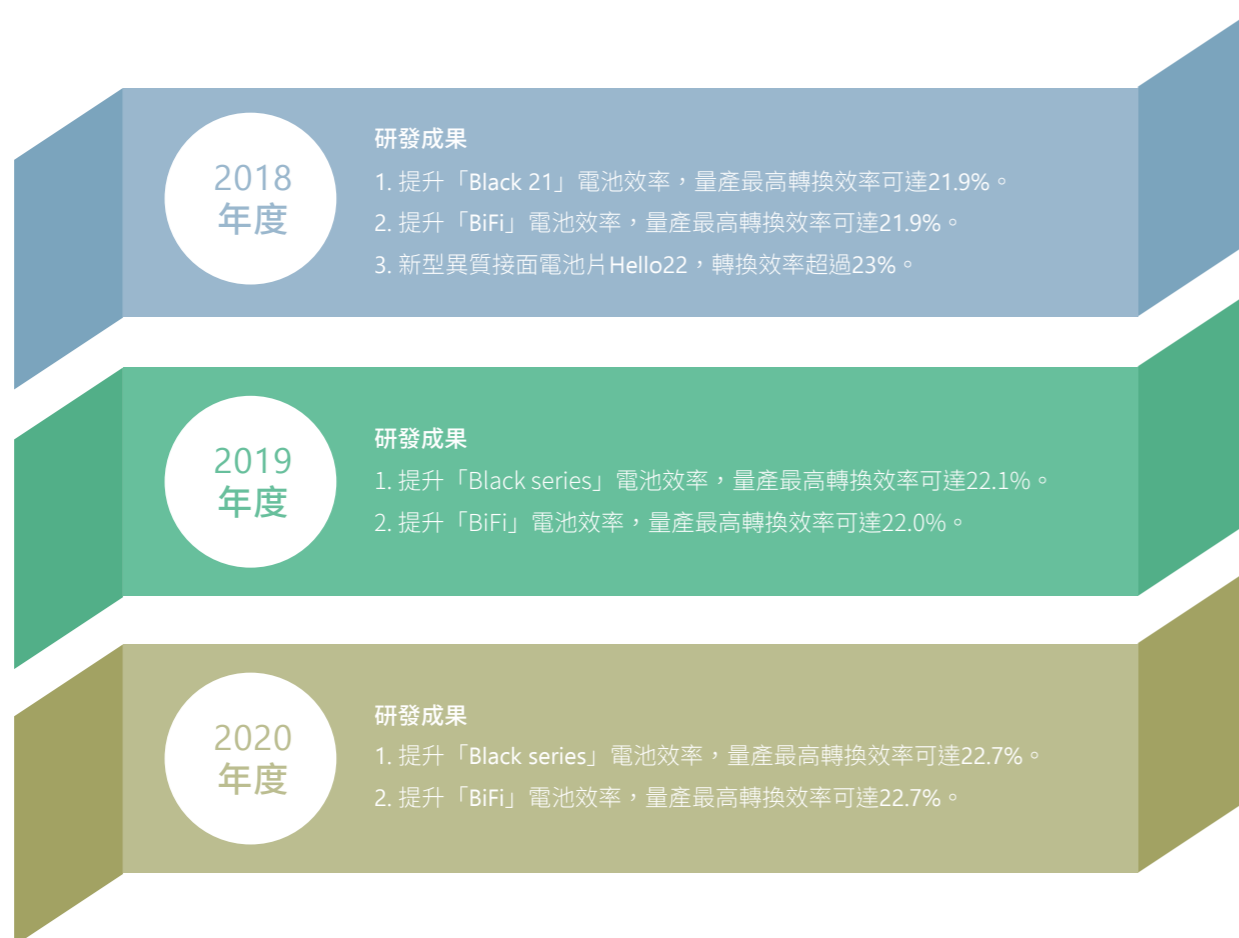 2018
年度
研發成果
1. 提升「Black 21」電池效率，量產最高轉換效率可達21.9%。
2. 提升「BiFi」電池效率，量產最高轉換效率可達21.9%。
3. 新型異質接面電池片Hello22，轉換效率超過23%。
2019
年度
研發成果
1. 提升「Black series」電池效率，量產最高轉換效率可達22.1%。
2. 提升「BiFi」電池效率，量產最高轉換效率可達22.0%。
2020
年度
研發成果
1. 提升「Black series」電池效率，量產最高轉換效率可達22.7%。
2. 提升「BiFi」電池效率，量產最高轉換效率可達22.7%。